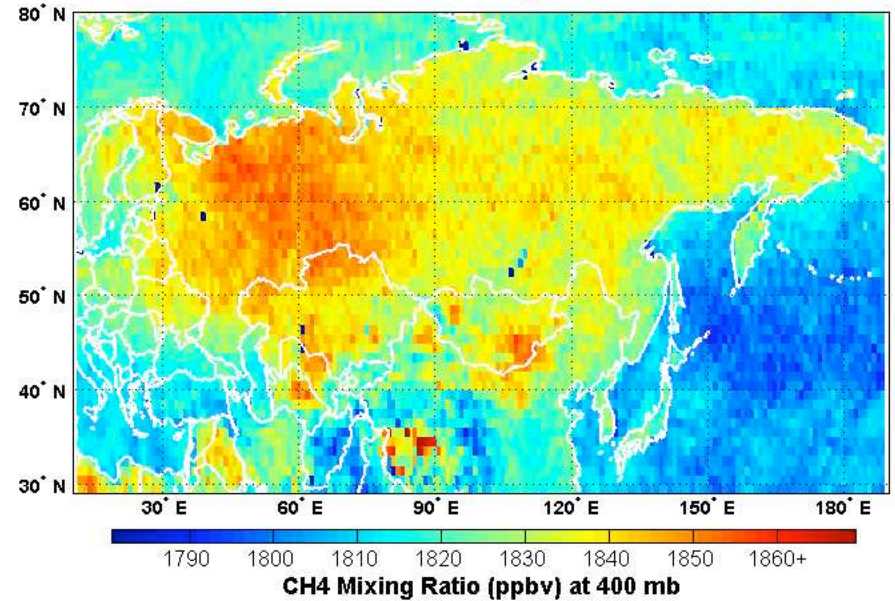 80° N
70° N
60° N
50° N
40° N
30° N
30° E 60° E 90° E 120° E 150° E 180° E
1790 1800 1810 1820 1830 1840 1850 1860+
CH4 Mixing Ratio (ppbv) at 400 mb